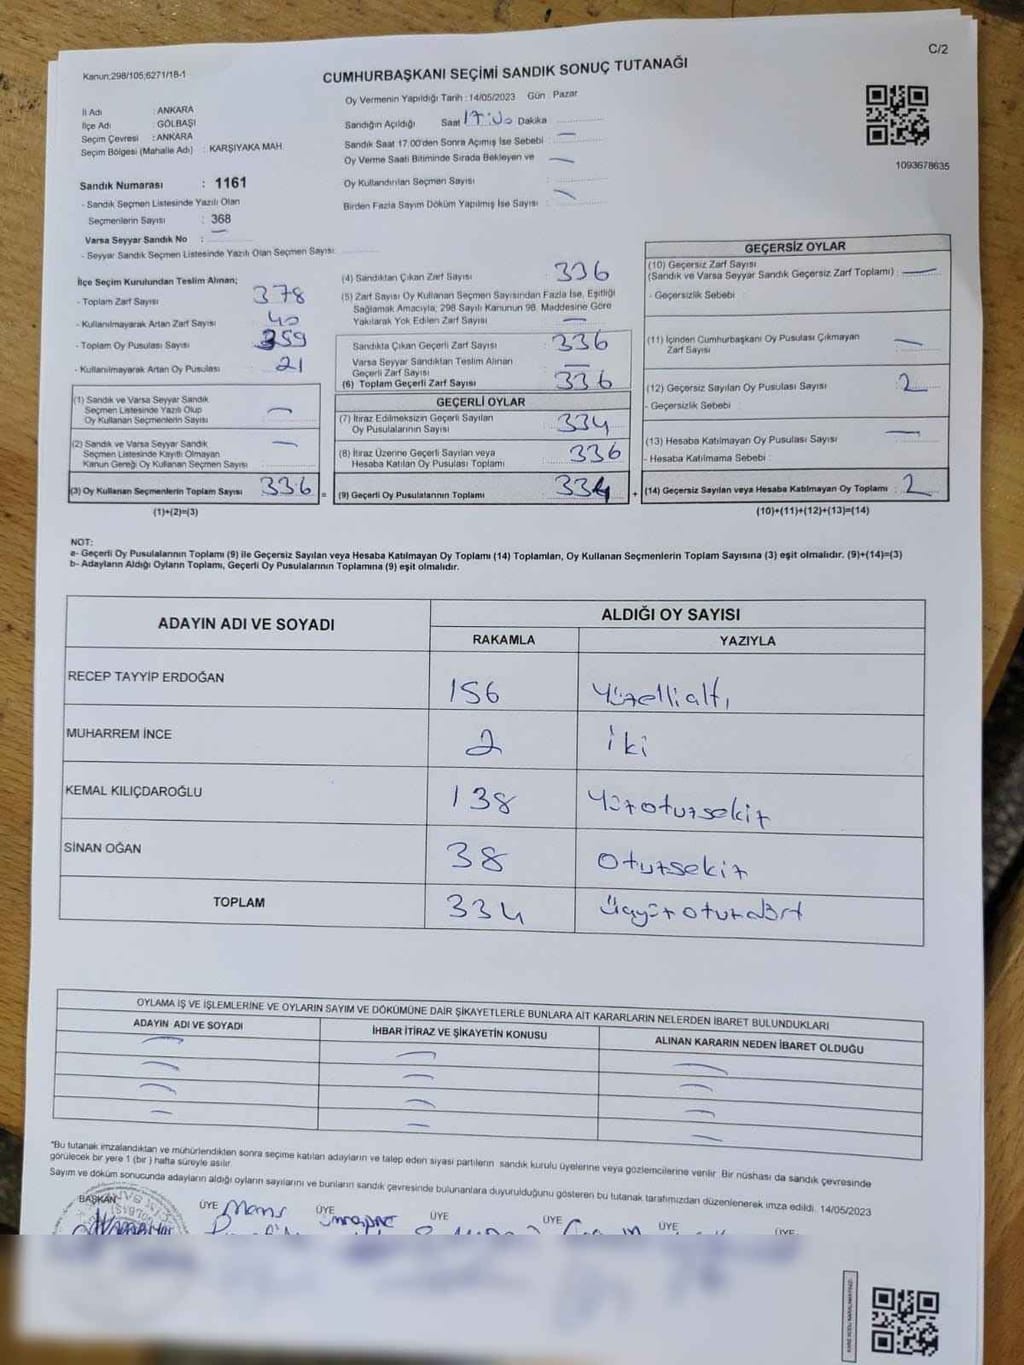 C/2
Kanun;298/105;6271/18-1
CUMHURBAŞKANI SEÇİMİ SANDIK SONUÇ TUTANAĞI
İl Adı : ANKARA
İlçe Adı : GÖLBAŞI
Seçim Çevresi : ANKARA
Seçim Bölgesi (Mahalle Adı) : KARŞIYAKA MAH.
Oy Vermenin Yapıldığı Tarih : 14/05/2023 Gün : Pazar
Sandığın Açıldığı Saat 17:00 Dakika
Sandık Saat 17.00'den Sonra Açımış İse Sebebi : —
Oy Verme Saati Bitiminde Sırada Bekleyen ve —
Oy Kullandırılan Seçmen Sayısı :
Birden Fazla Sayım Döküm Yapılmış İse Sayısı : —
1093678635
Sandık Numarası : 1161
- Sandık Seçmen Listesinde Yazılı Olan
Seçmenlerin Sayısı : 368
Varsa Seyyar Sandık No : —
- Seyyar Sandık Seçmen Listesinde Yazılı Olan Seçmen Sayısı:
İlçe Seçim Kurulundan Teslim Alınan;
- Toplam Zarf Sayısı 378
- Kullanılmayarak Artan Zarf Sayısı 40
- Toplam Oy Pusulası Sayısı 359
- Kullanılmayarak Artan Oy Pusulası 21
(1) Sandık ve Varsa Seyyar Sandık
Seçmen Listesinde Yazılı Olup
Oy Kullanan Seçmenlerin Sayısı —
(2) Sandık ve Varsa Seyyar Sandık
Seçmen Listesinde Kayıtlı Olmayan
Kanun Gereği Oy Kullanan Seçmen Sayısı —
(3) Oy Kullanan Seçmenlerin Toplam Sayısı 336 =
(1)+(2)=(3)
(4) Sandıktan Çıkan Zarf Sayısı 336
(5) Zarf Sayısı Oy Kullanan Seçmen Sayısından Fazla İse, Eşitliği
Sağlamak Amacıyla, 298 Sayılı Kanunun 98. Maddesine Göre
Yakılarak Yok Edilen Zarf Sayısı —
Sandıkta Çıkan Geçerli Zarf Sayısı 336
Varsa Seyyar Sandıktan Teslim Alınan
Geçerli Zarf Sayısı —
(6) Toplam Geçerli Zarf Sayısı 336
GEÇERLİ OYLAR
(7) İtiraz Edilmeksizin Geçerli Sayılan
Oy Pusulalarının Sayısı 334
(8) İtiraz Üzerine Geçerli Sayılan veya
Hesaba Katılan Oy Pusulası Toplamı 336
(9) Geçerli Oy Pusulalarının Toplamı 334 +
GEÇERSİZ OYLAR
(10) Geçersiz Zarf Sayısı
(Sandık ve Varsa Seyyar Sandık Geçersiz Zarf Toplamı) : —
- Geçersizlik Sebebi :
(11) İçinden Cumhurbaşkanı Oy Pusulası Çıkmayan
Zarf Sayısı —
(12) Geçersiz Sayılan Oy Pusulası Sayısı : 2
- Geçersizlik Sebebi :
(13) Hesaba Katılmayan Oy Pusulası Sayısı : —
- Hesaba Katılmama Sebebi :
(14) Geçersiz Sayılan veya Hesaba Katılmayan Oy Toplamı : 2
(10)+(11)+(12)+(13)=(14)
NOT:
a- Geçerli Oy Pusulalarının Toplamı (9) ile Geçersiz Sayılan veya Hesaba Katılmayan Oy Toplamı (14) Toplamları, Oy Kullanan Seçmenlerin Toplam Sayısına (3) eşit olmalıdır. (9)+(14)=(3)
b- Adayların Aldığı Oyların Toplamı, Geçerli Oy Pusulalarının Toplamına (9) eşit olmalıdır.
ADAYIN ADI VE SOYADI ALDIĞI OY SAYISI
RAKAMLA YAZIYLA
RECEP TAYYİP ERDOĞAN 156 Yüzellialtı
MUHARREM İNCE 2 İki
KEMAL KILIÇDAROĞLU 138 Yüzotuzsekiz
SİNAN OĞAN 38 Otuzsekiz
TOPLAM 334 Üçyüzotuzdört
OYLAMA İŞ VE İŞLEMLERİNE VE OYLARIN SAYIM VE DÖKÜMÜNE DAİR ŞİKAYETLERLE BUNLARA AİT KARARLARIN NELERDEN İBARET BULUNDUKLARI
ADAYIN ADI VE SOYADI İHBAR İTİRAZ VE ŞİKAYETİN KONUSU ALINAN KARARIN NEDEN İBARET OLDUĞU
*Bu tutanak imzalandıktan ve mühürlendikten sonra seçime katılan adayların ve talep eden siyasi partilerin sandık kurulu üyelerine veya gözlemcilerine verilir. Bir nüshası da sandık çevresinde
görülecek bir yere 1 (bir ) hafta süreyle asılır.
Sayım ve döküm sonucunda adayların aldığı oyların sayılarını ve bunların sandık çevresinde bulunanlara duyurulduğunu gösteren bu tutanak tarafımızdan düzenlenerek imza edildi. 14/05/2023
BAŞKAN ÜYE ÜYE ÜYE ÜYE ÜYE ÜYE